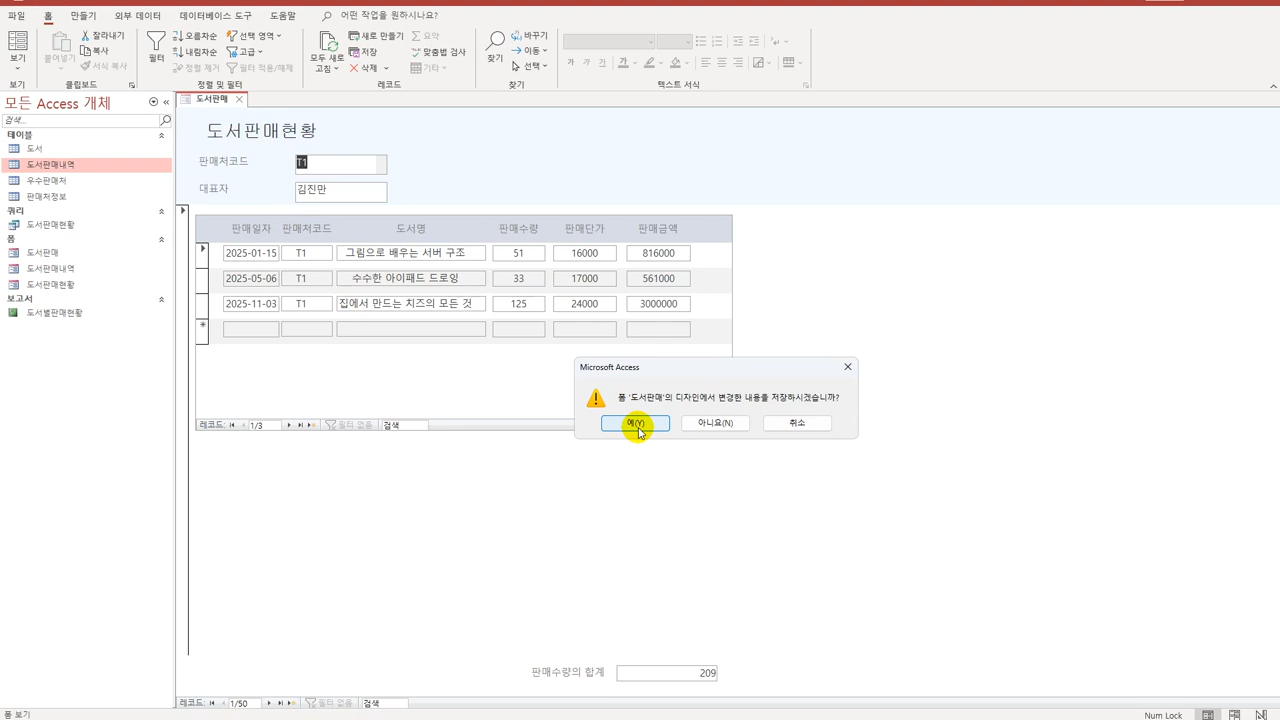 파일 홈 만들기 외부 데이터 데이터베이스 도구 도움말 어떤 작업을 원하시나요?
보기 붙여넣기 잘라내기 복사 서식 복사 클립보드
필터 오름차순 내림차순 정렬 제거 선택 영역 고급 필터 적용/해제 정렬 및 필터
모두 새로 고침 새로 만들기 저장 삭제 요약 맞춤법 검사 기타 레코드
찾기 바꾸기 이동 선택 찾기
가 가 가 가 텍스트 서식
모든 Access 개체
검색...
테이블
도서
도서판매내역
우수판매처
판매처정보
쿼리
도서판매현황
폼
도서판매
도서판매내역
도서판매현황
보고서
도서별판매현황
도서판매
도서판매현황
판매처코드 T1
대표자 김진만
판매일자 판매처코드 도서명 판매수량 판매단가 판매금액
2025-01-15 T1 그림으로 배우는 서버 구조 51 16000 816000
2025-05-06 T1 수수한 아이패드 드로잉 33 17000 561000
2025-11-03 T1 집에서 만드는 치즈의 모든 것 125 24000 3000000
레코드: 1/3 필터 없음 검색
Microsoft Access
폼 '도서판매'의 디자인에서 변경한 내용을 저장하시겠습니까?
예(Y) 아니요(N) 취소
판매수량의 합계 209
레코드: 1/50 필터 없음 검색
폼 보기 Num Lock